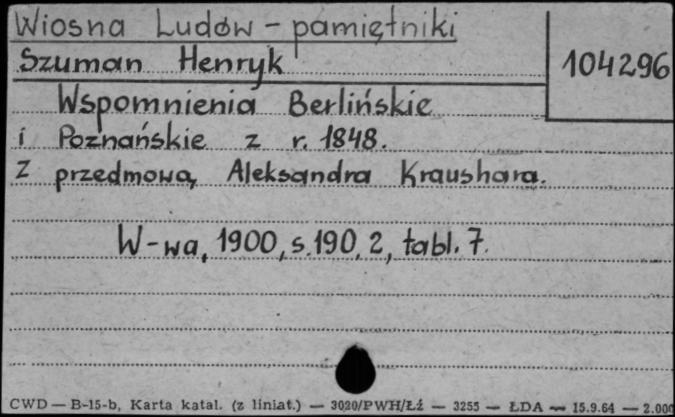 Wiosna Ludów - pamiętniki
Szuman Henryk
104296
Wspomnienia Berlińskie
i Poznańskie z r. 1848.
Z przedmową Aleksandra Kraushara.
W-wa, 1900, s. 190, 2, tabl. 7.
CWD — B-15-b, Karta katal. (z liniat.) — 3020/PWH/Łź — 3255 — ŁDA — 15.9.64 — 2.000